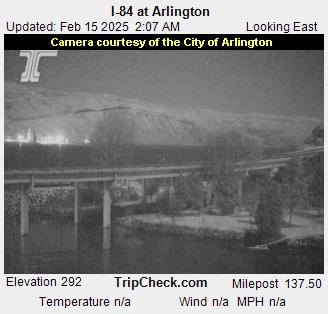 I-84 at Arlington
Updated: Feb 15 2025 2:07 AM Looking East
Camera courtesy of the City of Arlington
Elevation 292 TripCheck.com Milepost 137.50
Temperature n/a Wind n/a MPH n/a